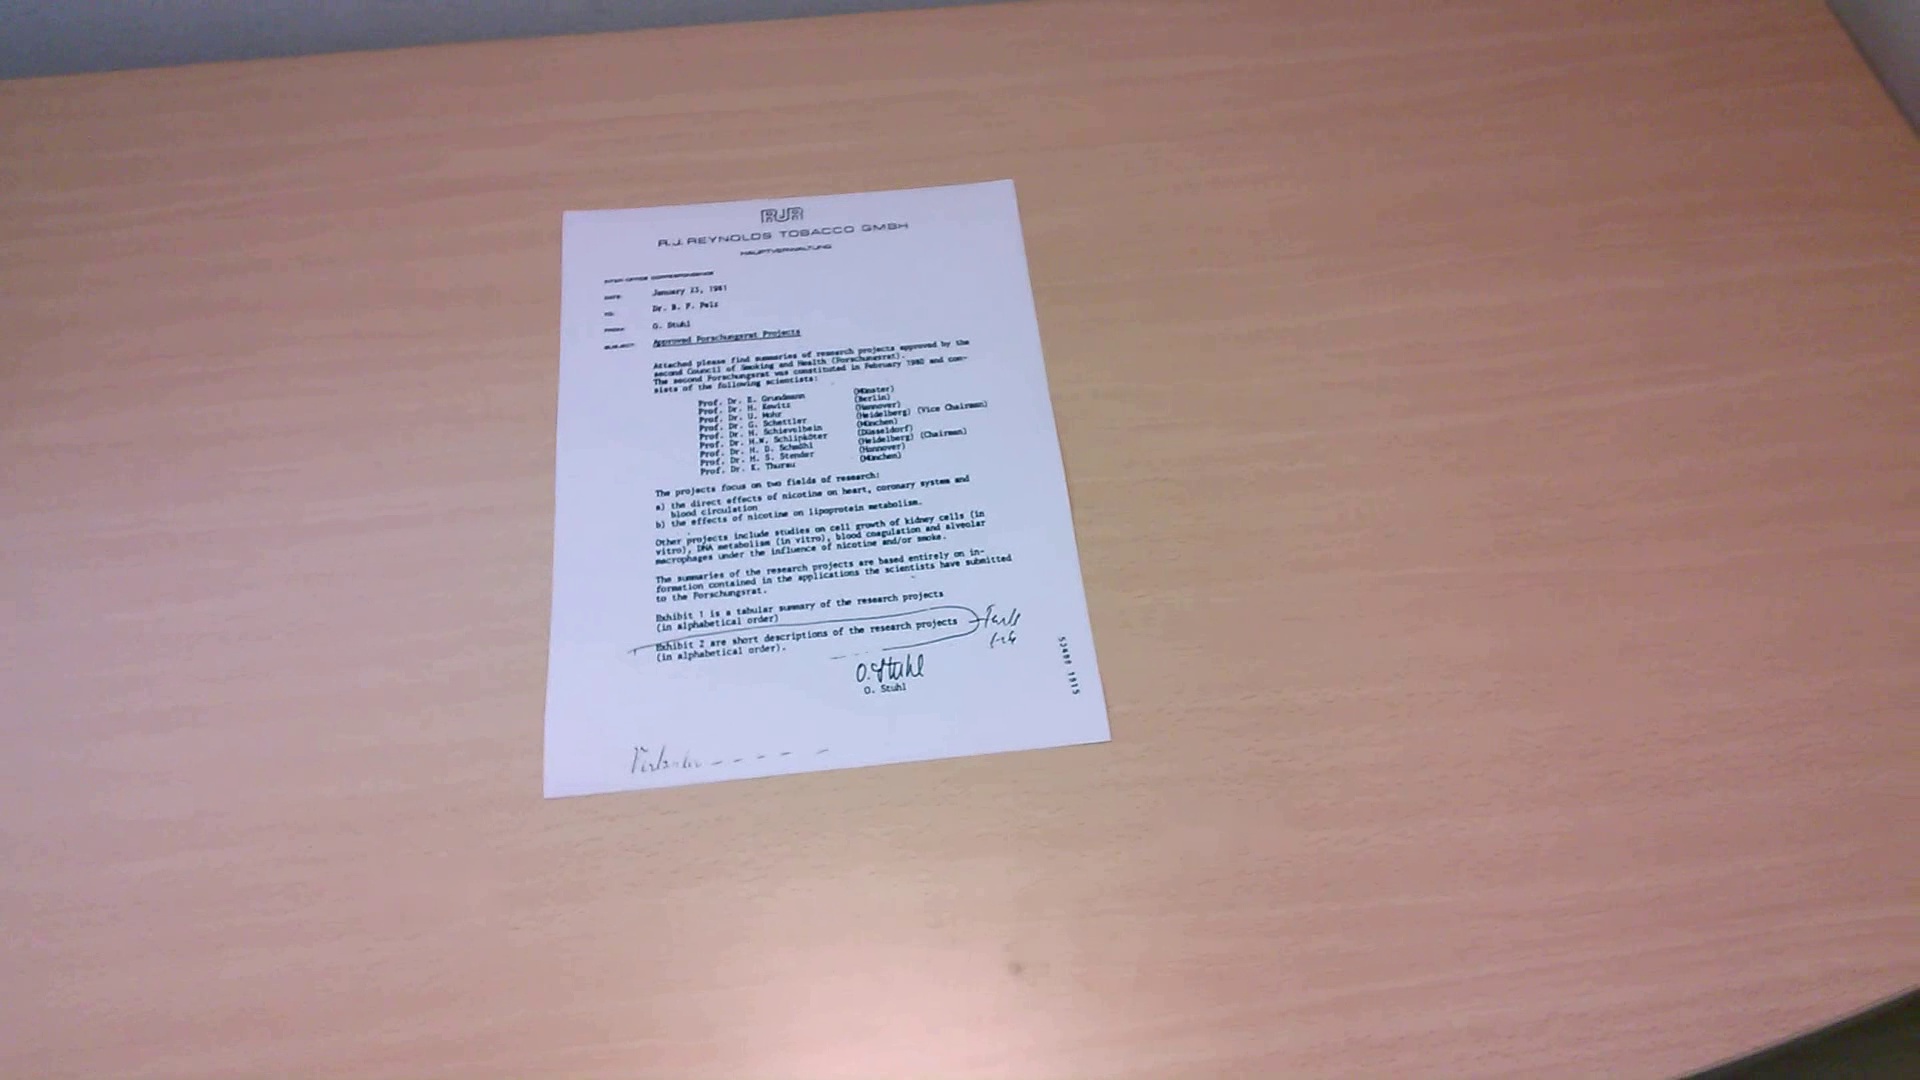 RJR
R.J. REYNOLDS TOBACCO GMBH
HAUPTVERWALTUNG
INTER-OFFICE CORRESPONDENCE
DATE: January 23, 1981
TO: Dr. B. F. Pelz
FROM: O. Stuhl
SUBJECT: Approved Forschungsrat Projects
Attached please find summaries of research projects approved by the
second Council of Smoking and Health (Forschungsrat).
The second Forschungsrat was constituted in February 1980 and con-
sists of the following scientists:
Prof. Dr. E. Grundmann (Münster)
Prof. Dr. H. Kewitz (Berlin)
Prof. Dr. U. Mohr (Hannover)
Prof. Dr. G. Schettler (Heidelberg) (Vice Chairman)
Prof. Dr. H. Schievelbein (München)
Prof. Dr. H.W. Schlipköter (Düsseldorf)
Prof. Dr. H. D. Schmähl (Heidelberg) (Chairman)
Prof. Dr. H. S. Stender (Hannover)
Prof. Dr. K. Thurau (München)
The projects focus on two fields of research:
a) the direct effects of nicotine on heart, coronary system and
blood circulation
b) the effects of nicotine on lipoprotein metabolism.
Other projects include studies on cell growth of kidney cells (in
vitro), DNA metabolism (in vitro), blood coagulation and alveolar
macrophages under the influence of nicotine and/or smoke.
The summaries of the research projects are based entirely on in-
formation contained in the applications the scientists have submitted
to the Forschungsrat.
Exhibit 1 is a tabular summary of the research projects
(in alphabetical order)
Exhibit 2 are short descriptions of the research projects
(in alphabetical order).
O. Stuhl
O. Stuhl